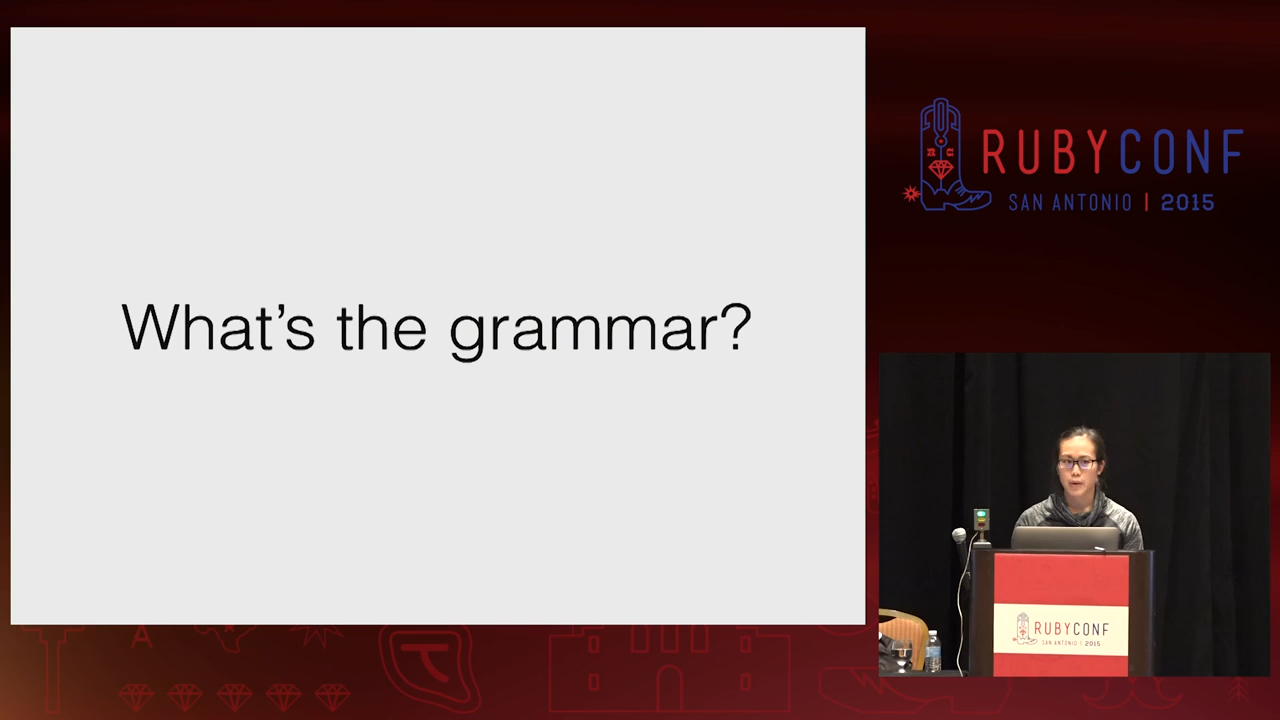 What's the grammar?
RUBYCONF
SAN ANTONIO | 2015
RUBYCONF
SAN ANTONIO | 2015